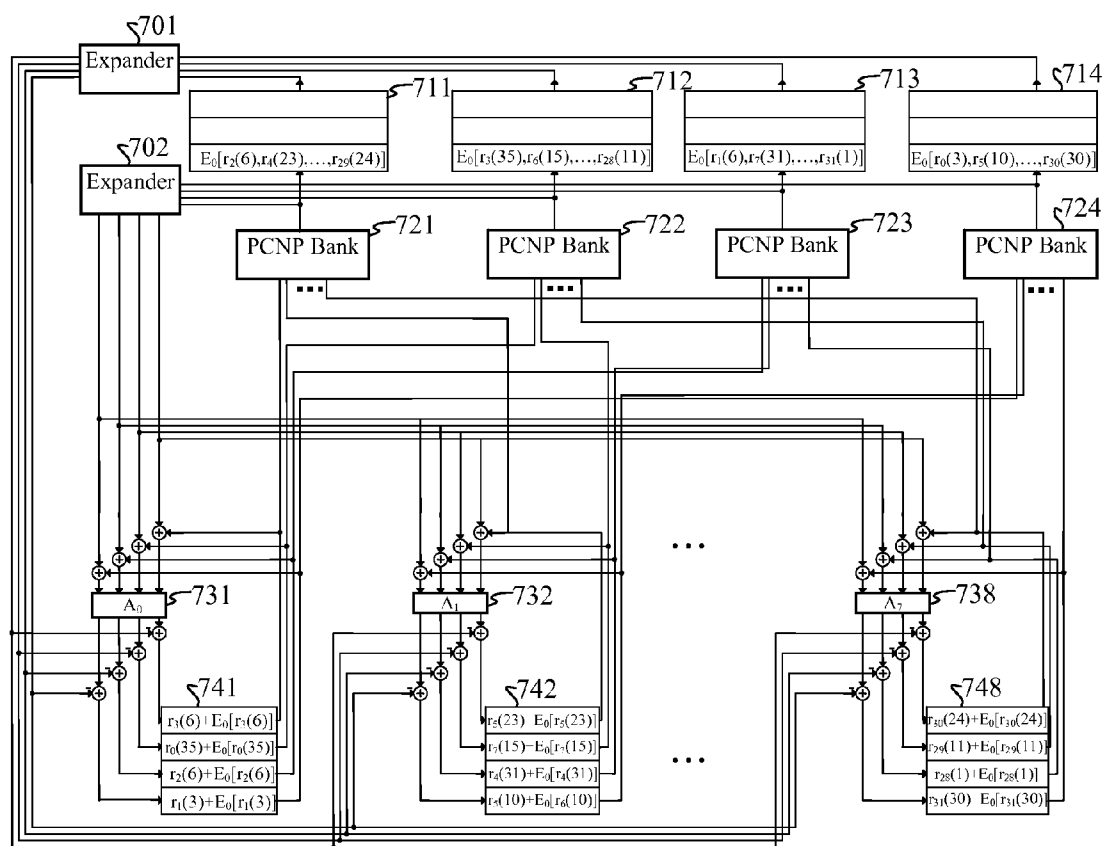 701
Expander
711
712
713
714
E0[r2(6),r4(23),...,r29(24)]
E0[r3(35),r6(15),...,r28(11)]
E0[r1(6),r7(31),...,r31(1)]
E0[r0(3),r5(10),...,r30(30)]
702
Expander
721
722
723
724
PCNP Bank
PCNP Bank
PCNP Bank
PCNP Bank
...
...
...
...
...
731
732
738
A0
A1
A7
741
742
748
r3(6)+E0[r3(6)]
r5(23) E0[r5(23)]
r30(24)+E0[r30(24)]
r0(35)+E0[r0(35)]
r7(15)+E0[r7(15)]
r29(11)+E0[r29(11)]
...
r2(6)+E0[r2(6)]
r4(31)+E0[r4(31)]
r28(1)+E0[r28(1)]
r1(3)+E0[r1(3)]
r6(10)+E0[r6(10)]
r31(30) E0[r31(30)]